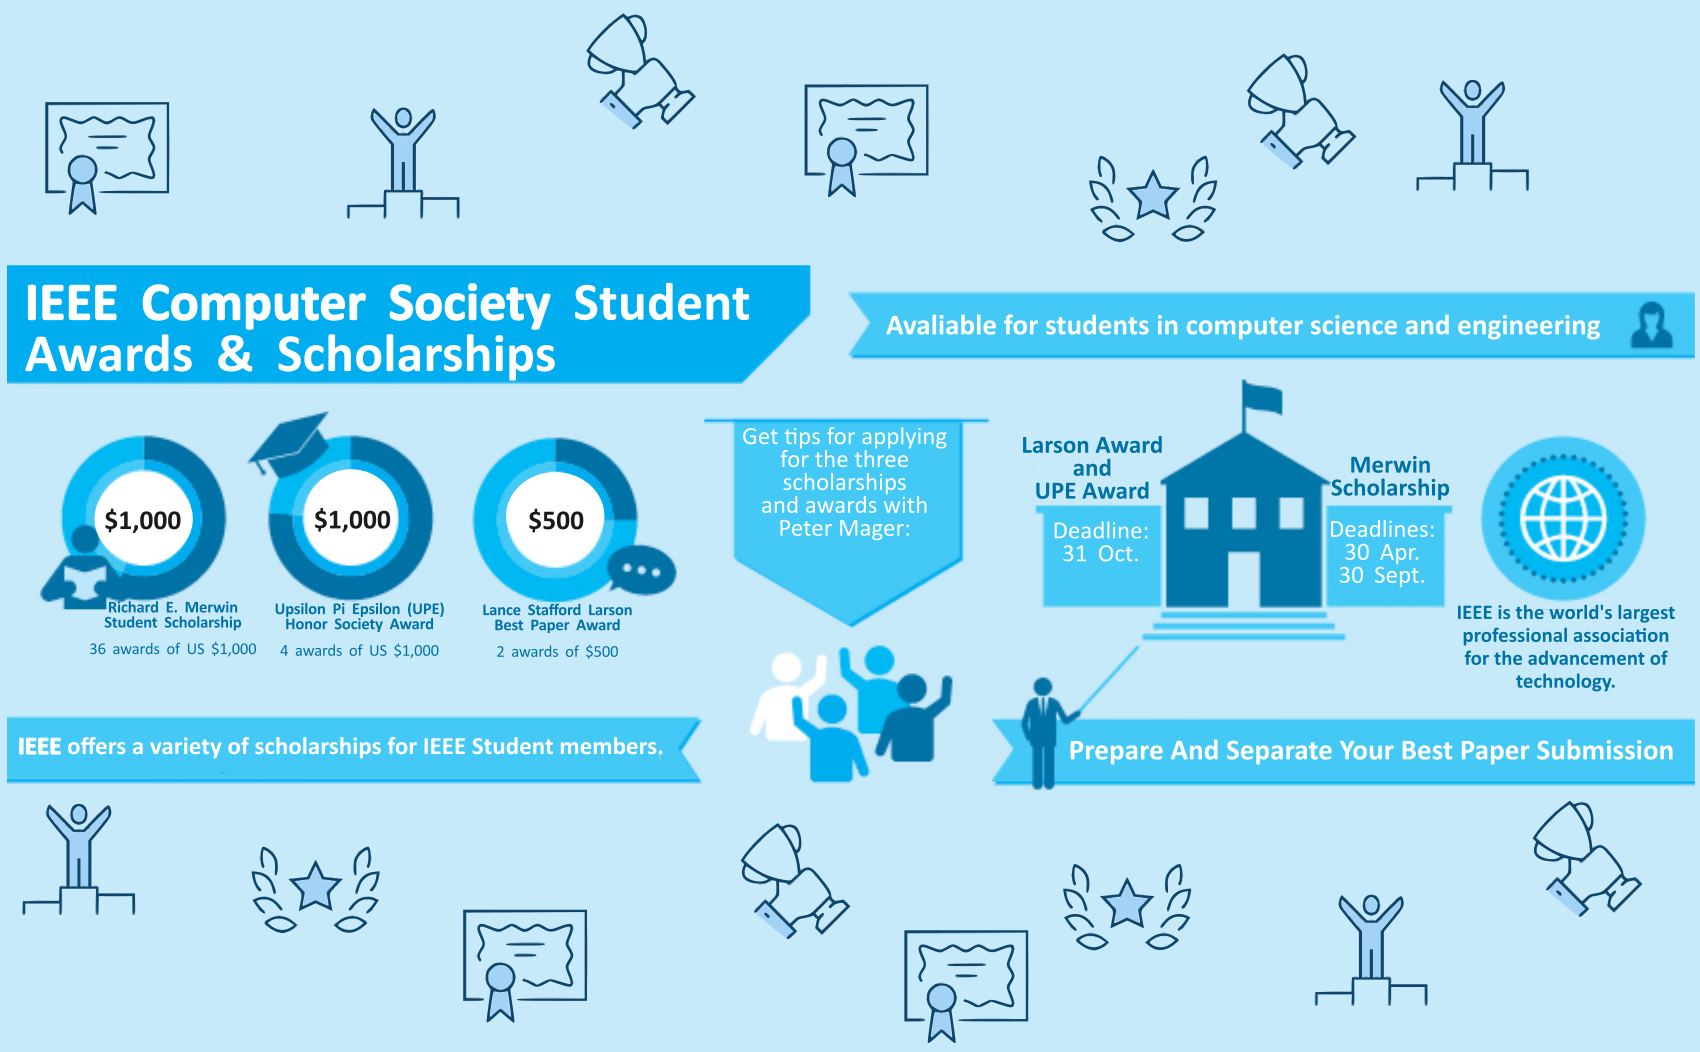 IEEE Computer Society Student
Awards & Scholarships
Avaliable for students in computer science and engineering
$1,000
Richard E. Merwin
Student Scholarship
36 awards of US $1,000
$1,000
Upsilon Pi Epsilon (UPE)
Honor Society Award
4 awards of US $1,000
$500
Lance Stafford Larson
Best Paper Award
2 awards of $500
Get tips for applying
for the three
scholarships
and awards with
Peter Mager:
Larson Award
and
UPE Award
Deadline:
31 Oct.
Merwin
Scholarship
Deadlines:
30 Apr.
30 Sept.
IEEE is the world's largest
professional association
for the advancement of
technology.
IEEE offers a variety of scholarships for IEEE Student members.
Prepare And Separate Your Best Paper Submission